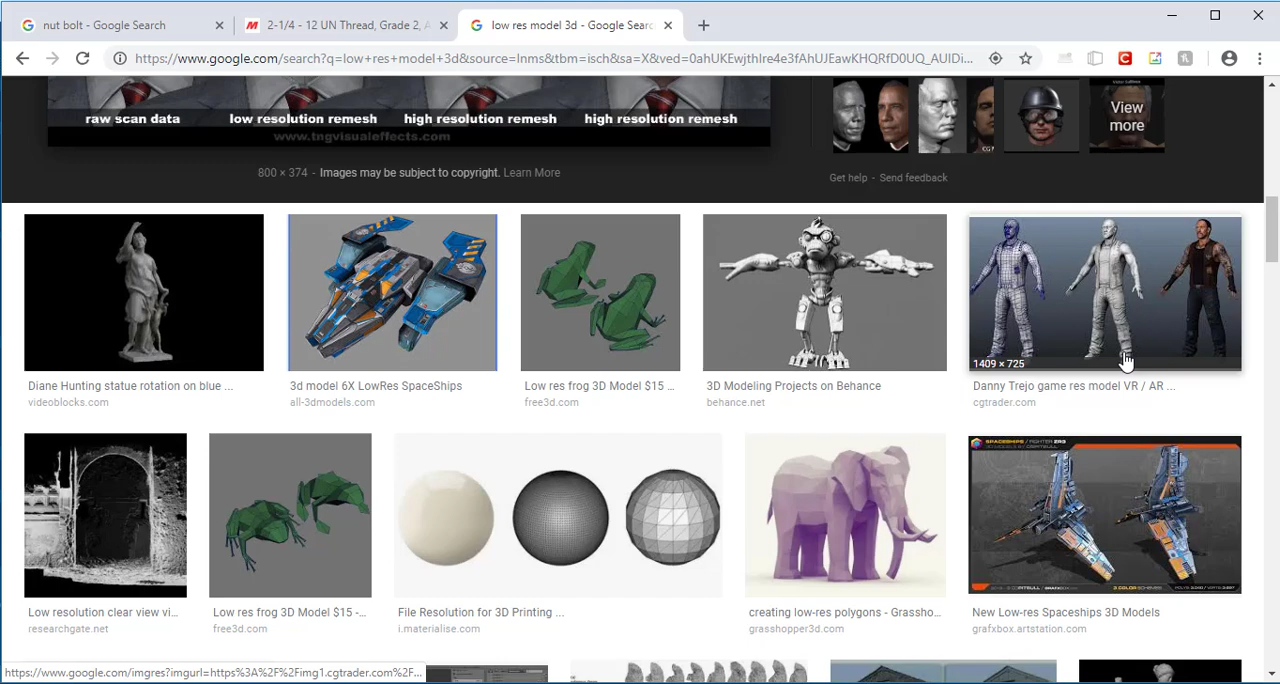 nut bolt - Google Search
2-1/4 - 12 UN Thread, Grade 2, A
low res model 3d - Google Searc
https://www.google.com/search?q=low+res+model+3d&source=lnms&tbm=isch&sa=X&ved=0ahUKEwjthIre4e3fAhUJEawKHQRfD0UQ_AUIDi...
raw scan data
low resolution remesh
high resolution remesh
high resolution remesh
www.tngvisualeffects.com
800 × 374 - Images may be subject to copyright. Learn More
View more
Get help - Send feedback
1409 × 725
Diane Hunting statue rotation on blue ...
videoblocks.com
3d model 6X LowRes SpaceShips
all-3dmodels.com
Low res frog 3D Model $15 ...
free3d.com
3D Modeling Projects on Behance
behance.net
Danny Trejo game res model VR / AR ...
cgtrader.com
Low resolution clear view vi...
researchgate.net
Low res frog 3D Model $15 -...
free3d.com
File Resolution for 3D Printing ...
i.materialise.com
creating low-res polygons - Grassho...
grasshopper3d.com
New Low-res Spaceships 3D Models
grafxbox.artstation.com
https://www.google.com/imgres?imgurl=https%3A%2F%2Fimg1.cgtrader.com%2F...